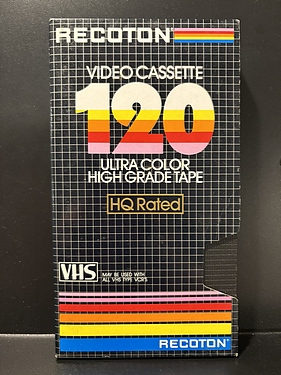 RECOTON
VIDEO CASSETTE
120
ULTRA COLOR
HIGH GRADE TAPE
HQ Rated
VHS
MAY BE USED WITH
ALL VHS TYPE VCR'S
RECOTON